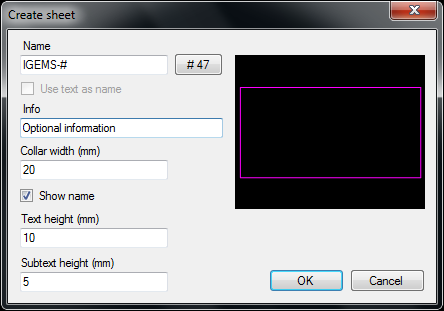 Create sheet
Name
IGEMS-#
# 47
Use text as name
Info
Optional information
Collar width (mm)
20
Show name
Text height (mm)
10
Subtext height (mm)
5
OK
Cancel